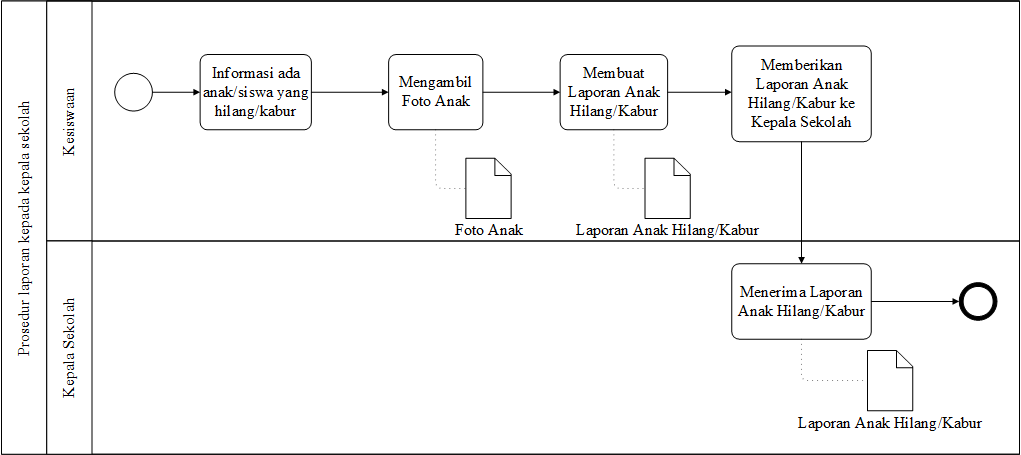 Prosedur laporan kepada kepala sekolah
Kesiswaan
Informasi ada
anak/siswa yang
hilang/kabur
Mengambil
Foto Anak
Membuat
Laporan Anak
Hilang/Kabur
Memberikan
Laporan Anak
Hilang/Kabur ke
Kepala Sekolah
Foto Anak
Laporan Anak Hilang/Kabur
Kepala Sekolah
Menerima Laporan
Anak Hilang/Kabur
Laporan Anak Hilang/Kabur